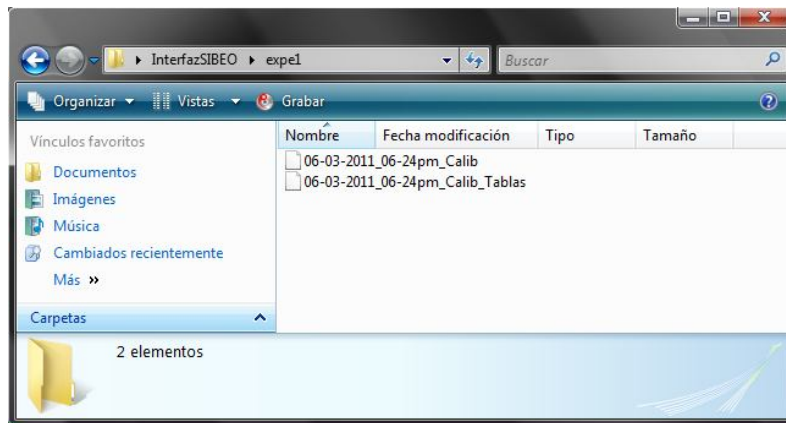 InterfazSIBEO expe1 Buscar
Organizar Vistas Grabar
Vínculos favoritos
Documentos
Imágenes
Música
Cambiados recientemente
Más »
Carpetas
Nombre Fecha modificación Tipo Tamaño
06-03-2011_06-24pm_Calib
06-03-2011_06-24pm_Calib_Tablas
2 elementos